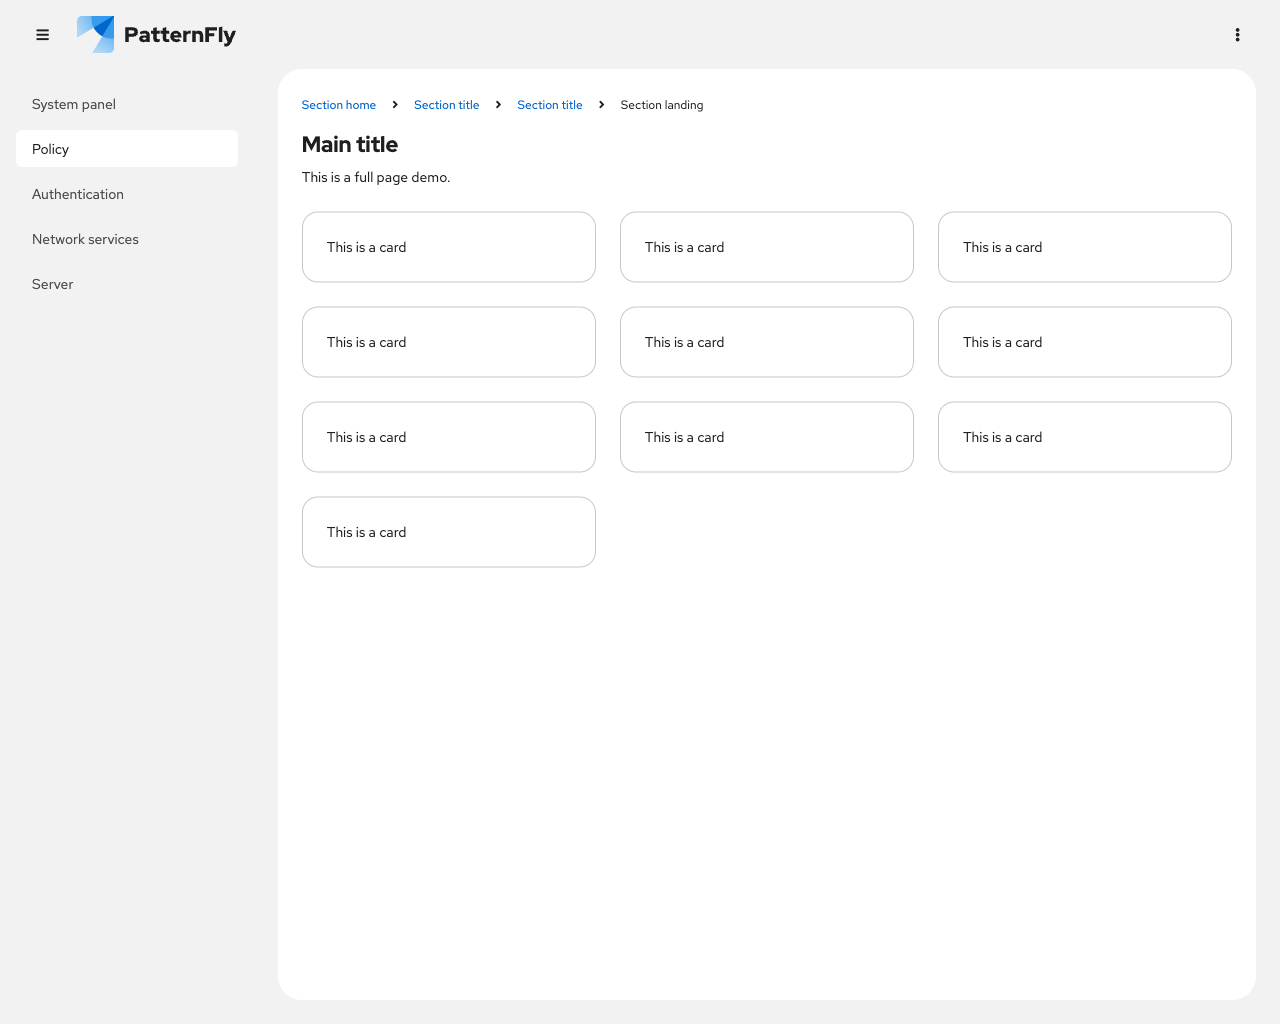 PatternFly
System panel
Policy
Authentication
Network services
Server
Section home
Section title
Section title
Section landing
Main title
This is a full page demo.
This is a card
This is a card
This is a card
This is a card
This is a card
This is a card
This is a card
This is a card
This is a card
This is a card